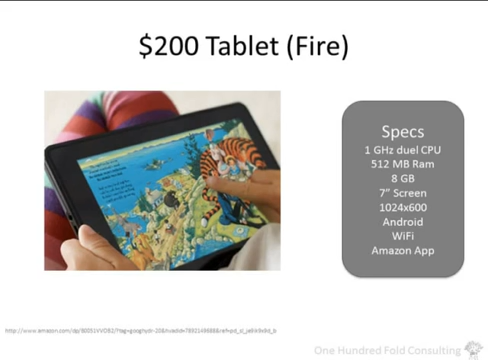 $200 Tablet (Fire)
Specs
1 GHz duel CPU
512 MB Ram
8 GB
7” Screen
1024x600
Android
WiFi
Amazon App
One Hundred Fold Consulting